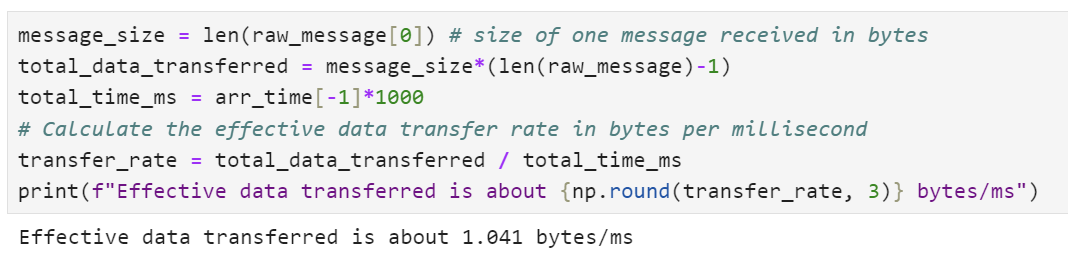 message_size = len(raw_message[0]) # size of one message received in bytes
total_data_transferred = message_size*(len(raw_message)-1)
total_time_ms = arr_time[-1]*1000
# Calculate the effective data transfer rate in bytes per millisecond
transfer_rate = total_data_transferred / total_time_ms
print(f"Effective data transferred is about {np.round(transfer_rate, 3)} bytes/ms")
Effective data transferred is about 1.041 bytes/ms